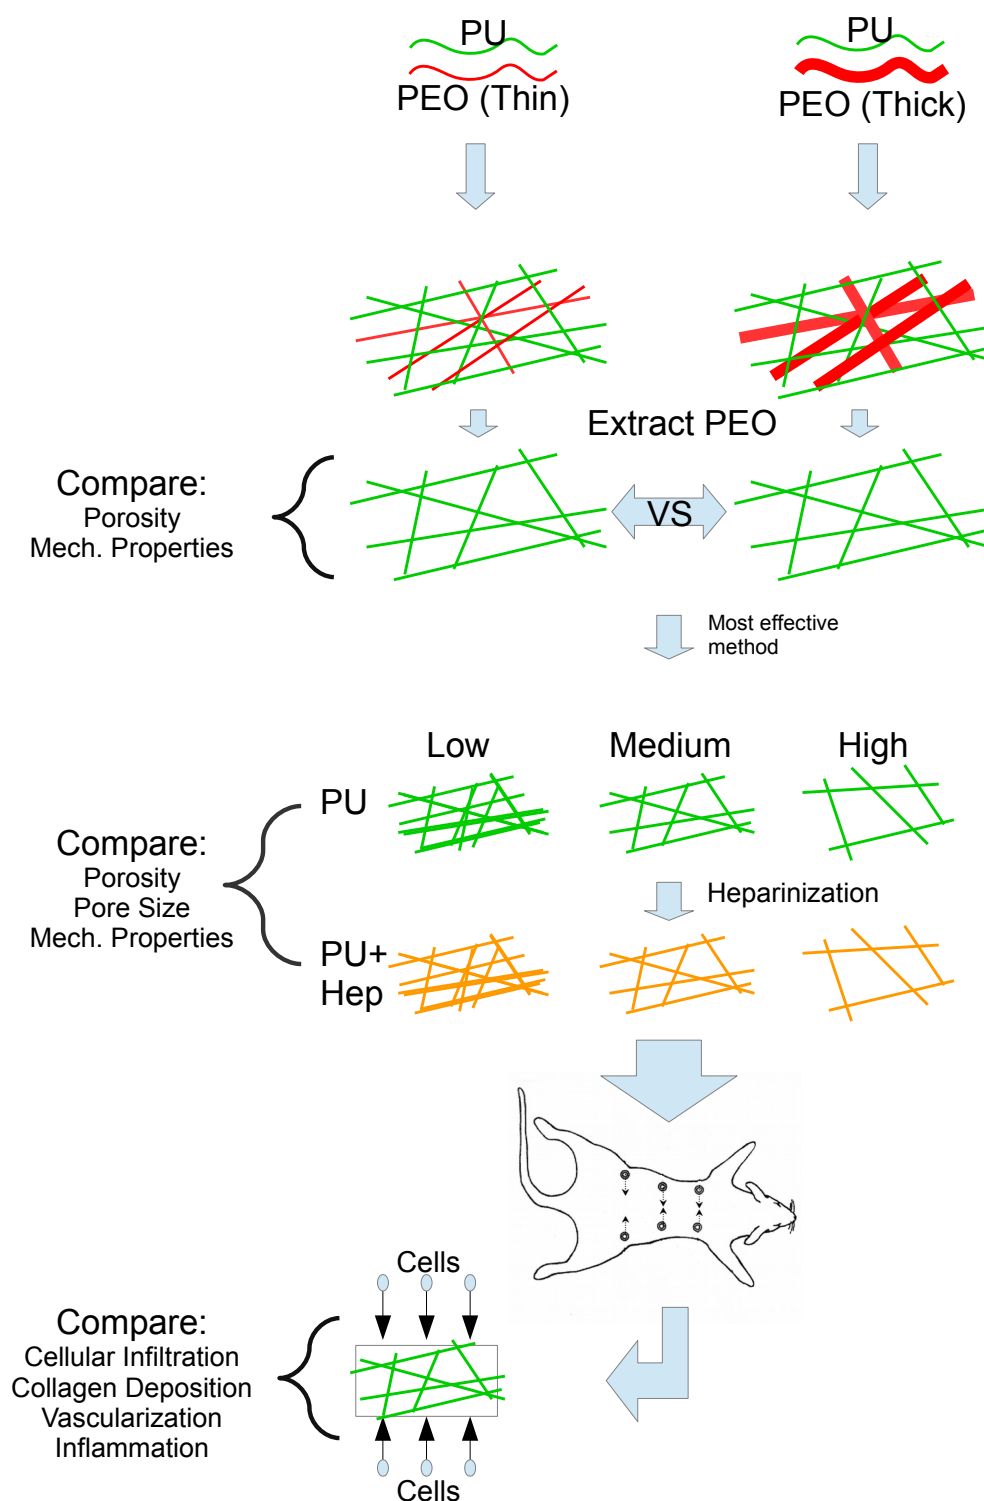 PU
PEO (Thin)
PU
PEO (Thick)
Extract PEO
Compare:
Porosity
Mech. Properties
VS
Most effective
method
Low
Medium
High
PU
Compare:
Porosity
Pore Size
Mech. Properties
Heparinization
PU+
Hep
Cells
Compare:
Cellular Infiltration
Collagen Deposition
Vascularization
Inflammation
Cells